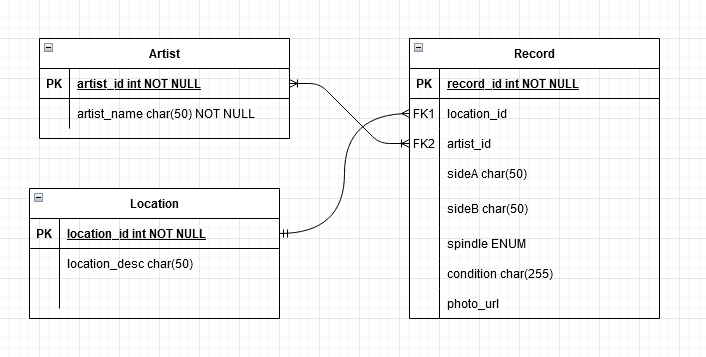 Artist
PK artist_id int NOT NULL
artist_name char(50) NOT NULL
Location
PK location_id int NOT NULL
location_desc char(50)
Record
PK record_id int NOT NULL
FK1 location_id
FK2 artist_id
sideA char(50)
sideB char(50)
spindle ENUM
condition char(255)
photo_url